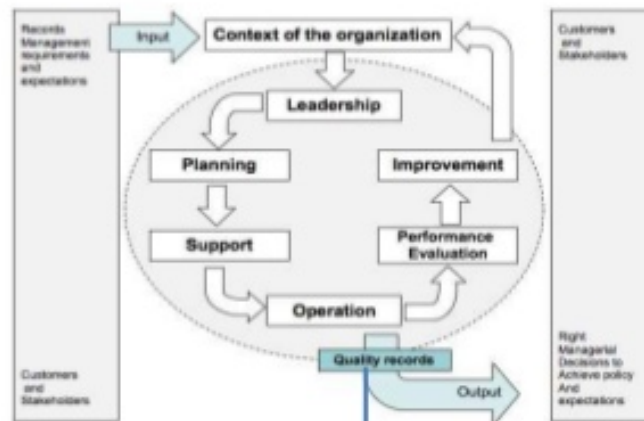 Records
Management
requirements
and
expectations
Input
Context of the organization
Customers
and
Stakeholders
Leadership
Planning
Improvement
Support
Performance
Evaluation
Operation
Quality records
Output
Customers
and
Stakeholders
Right
Managerial
Decisions to
Achieve policy
And
expectations